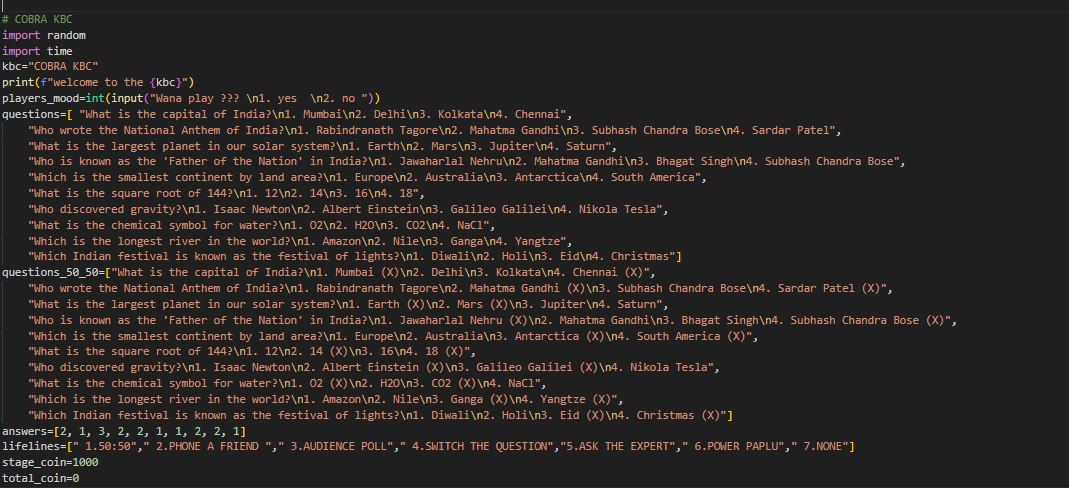 # COBRA KBC
import random
import time
kbc="COBRA KBC"
print(f"welcome to the {kbc}")
players_mood=int(input("Wana play ??? \n1. yes  \n2. no "))
questions=[ "What is the capital of India?\n1. Mumbai\n2. Delhi\n3. Kolkata\n4. Chennai",
    "Who wrote the National Anthem of India?\n1. Rabindranath Tagore\n2. Mahatma Gandhi\n3. Subhash Chandra Bose\n4. Sardar Patel",
    "What is the largest planet in our solar system?\n1. Earth\n2. Mars\n3. Jupiter\n4. Saturn",
    "Who is known as the 'Father of the Nation' in India?\n1. Jawaharlal Nehru\n2. Mahatma Gandhi\n3. Bhagat Singh\n4. Subhash Chandra Bose",
    "Which is the smallest continent by land area?\n1. Europe\n2. Australia\n3. Antarctica\n4. South America",
    "What is the square root of 144?\n1. 12\n2. 14\n3. 16\n4. 18",
    "Who discovered gravity?\n1. Isaac Newton\n2. Albert Einstein\n3. Galileo Galilei\n4. Nikola Tesla",
    "What is the chemical symbol for water?\n1. O2\n2. H2O\n3. CO2\n4. NaCl",
    "Which is the longest river in the world?\n1. Amazon\n2. Nile\n3. Ganga\n4. Yangtze",
    "Which Indian festival is known as the festival of lights?\n1. Diwali\n2. Holi\n3. Eid\n4. Christmas"]
questions_50_50=["What is the capital of India?\n1. Mumbai (X)\n2. Delhi\n3. Kolkata\n4. Chennai (X)",
    "Who wrote the National Anthem of India?\n1. Rabindranath Tagore\n2. Mahatma Gandhi (X)\n3. Subhash Chandra Bose\n4. Sardar Patel (X)",
    "What is the largest planet in our solar system?\n1. Earth (X)\n2. Mars (X)\n3. Jupiter\n4. Saturn",
    "Who is known as the 'Father of the Nation' in India?\n1. Jawaharlal Nehru (X)\n2. Mahatma Gandhi\n3. Bhagat Singh\n4. Subhash Chandra Bose (X)",
    "Which is the smallest continent by land area?\n1. Europe\n2. Australia\n3. Antarctica (X)\n4. South America (X)",
    "What is the square root of 144?\n1. 12\n2. 14 (X)\n3. 16\n4. 18 (X)",
    "Who discovered gravity?\n1. Isaac Newton\n2. Albert Einstein (X)\n3. Galileo Galilei (X)\n4. Nikola Tesla",
    "What is the chemical symbol for water?\n1. O2 (X)\n2. H2O\n3. CO2 (X)\n4. NaCl",
    "Which is the longest river in the world?\n1. Amazon\n2. Nile\n3. Ganga (X)\n4. Yangtze (X)",
    "Which Indian festival is known as the festival of lights?\n1. Diwali\n2. Holi\n3. Eid (X)\n4. Christmas (X)"]
answers=[2, 1, 3, 2, 2, 1, 1, 2, 2, 1]
lifelines=[" 1.50:50"," 2.PHONE A FRIEND "," 3.AUDIENCE POLL"," 4.SWITCH THE QUESTION","5.ASK THE EXPERT"," 6.POWER PAPLU"," 7.NONE"]
stage_coin=1000
total_coin=0